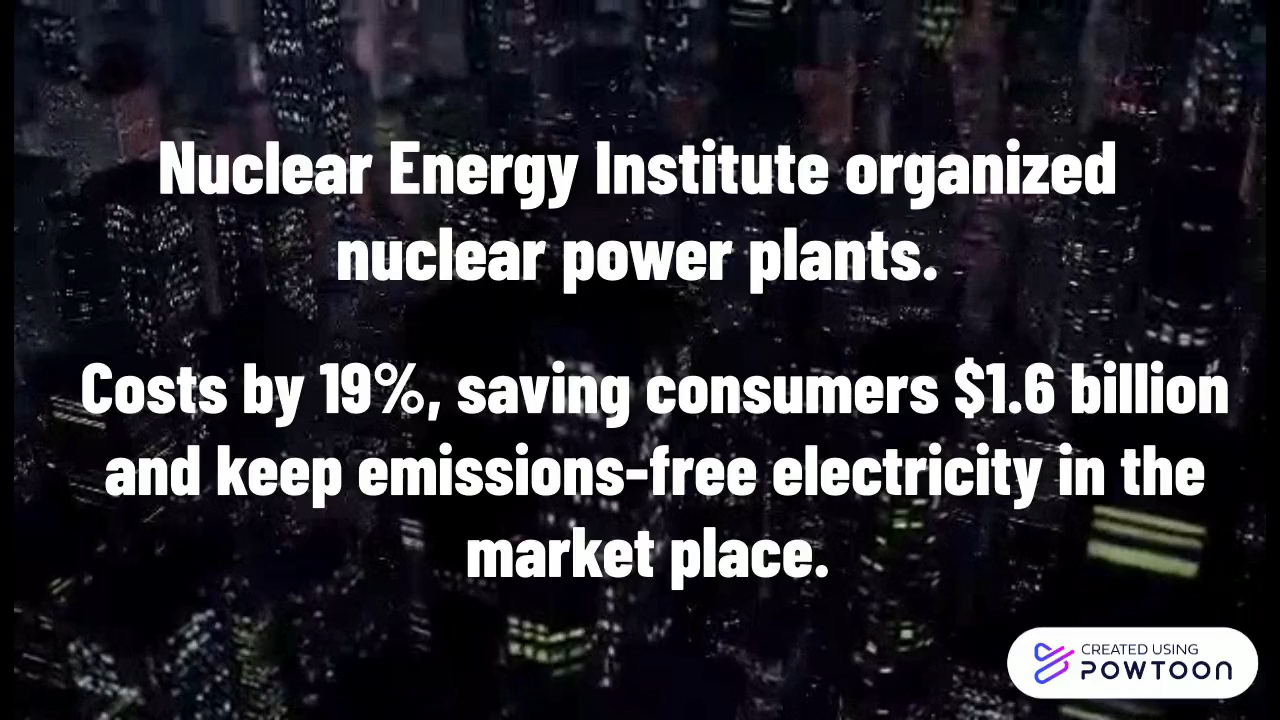 Nuclear Energy Institute organized
nuclear power plants.
Costs by 19%, saving consumers $1.6 billion
and keep emissions-free electricity in the
market place.
CREATED USING
POWTOON